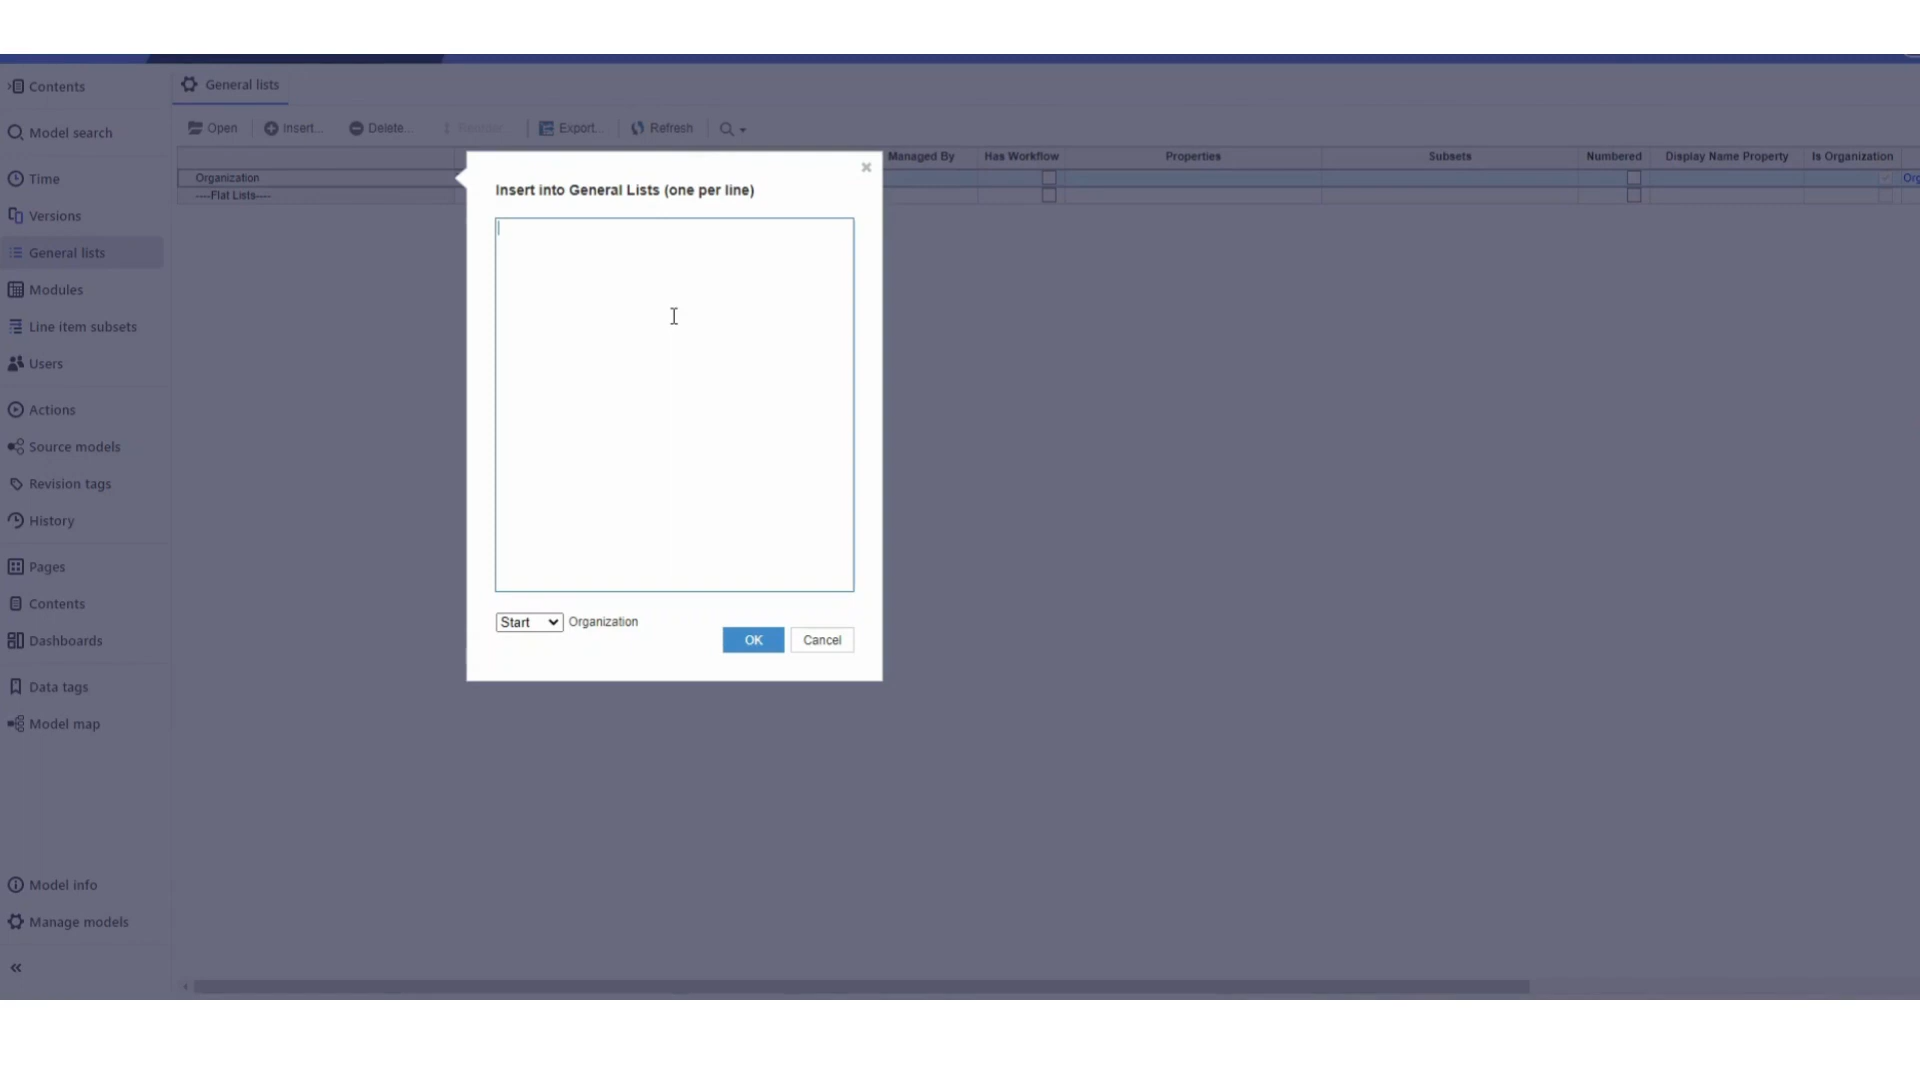 Contents
General lists
Model search
Open
Insert...
Delete...
Export...
Refresh
Managed By
Has Workflow
Properties
Subsets
Numbered
Display Name Property
Is Organization
Organization
Org
----Flat Lists----
Insert into General Lists (one per line)
Time
Versions
General lists
Modules
Line item subsets
Users
Actions
Source models
Revision tags
History
Pages
Contents
Dashboards
Data tags
Model map
Start
Organization
OK
Cancel
Model info
Manage models